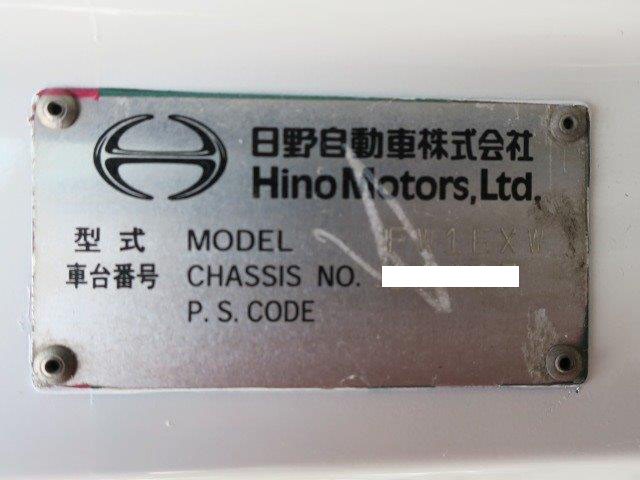 日野自動車株式会社
Hino Motors, Ltd.
型式 MODEL FW1EXW
車台番号 CHASSIS NO.
P.S.CODE